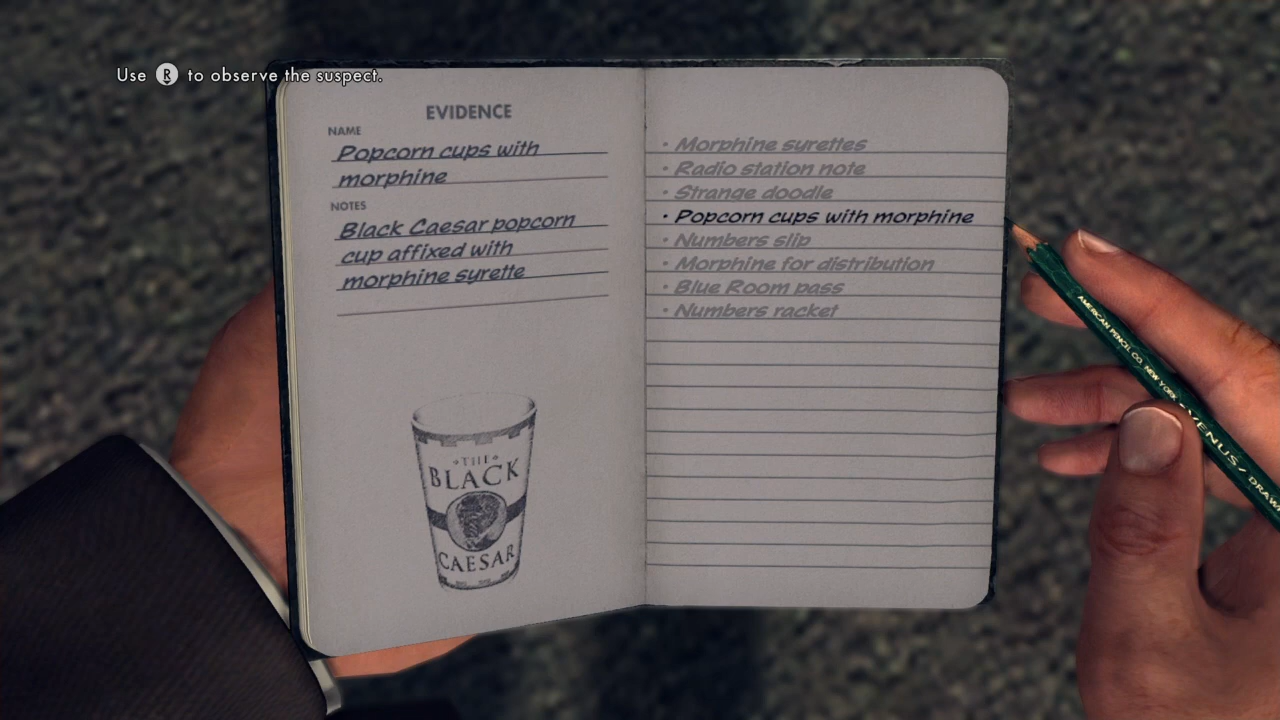 Use R to observe the suspect.
EVIDENCE
NAME
Popcorn cups with
morphine
NOTES
Black Caesar popcorn
cup affixed with
morphine syrette
THE
BLACK
CAESAR
• Morphine surettes
• Radio station note
• Strange doodle
• Popcorn cups with morphine
• Numbers slip
• Morphine for distribution
• Blue Room pass
• Numbers racket
AMERICAN PENCIL CO. NEW YORK VENUS DRAW